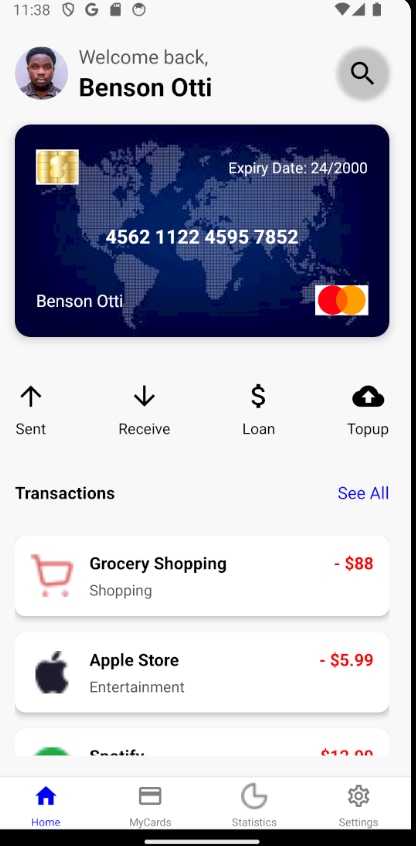 11:38
Welcome back,
Benson Otti
Expiry Date: 24/2000
4562 1122 4595 7852
Benson Otti
Sent Receive Loan Topup
Transactions See All
Grocery Shopping - $88
Shopping
Apple Store - $5.99
Entertainment
Spotify $12.99
Home MyCards Statistics Settings